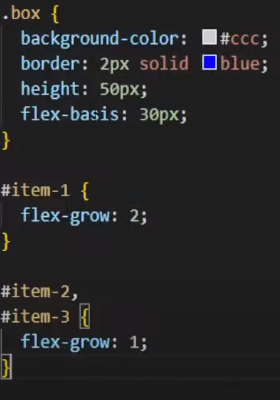 .box {
background-color: #ccc;
border: 2px solid blue;
height: 50px;
flex-basis: 30px;
}
#item-1 {
flex-grow: 2;
}
#item-2,
#item-3 {
flex-grow: 1;
}